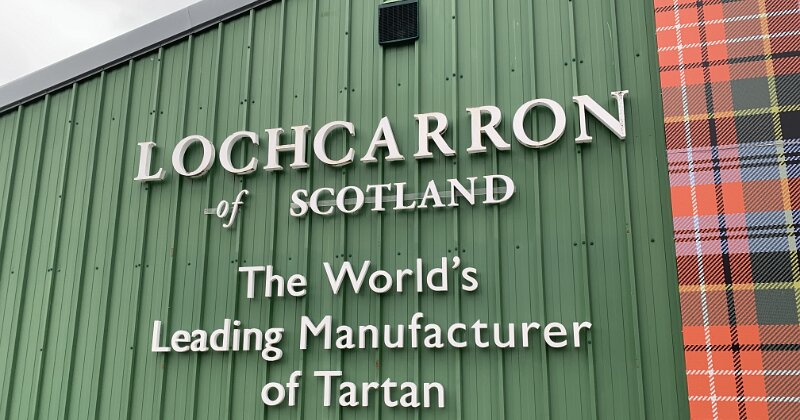 LOCHCARRON
of SCOTLAND
The World's
Leading Manufacturer
of Tartan